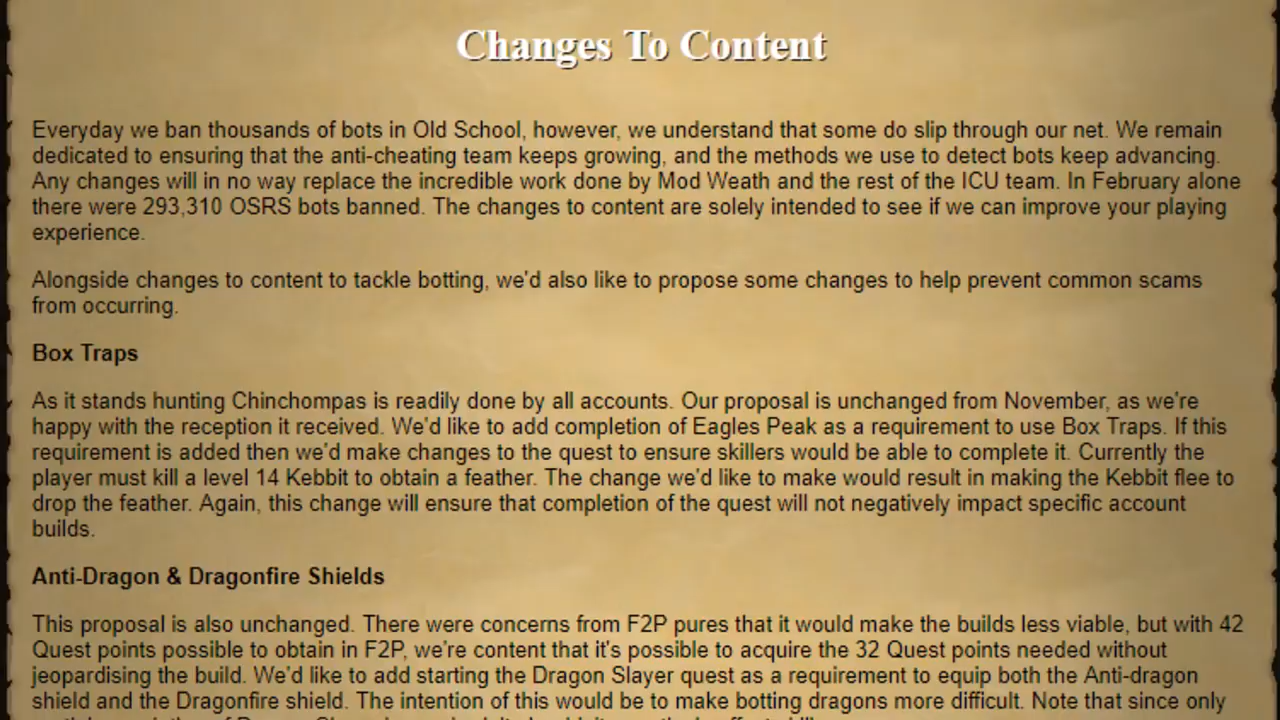 Changes To Content
Everyday we ban thousands of bots in Old School, however, we understand that some do slip through our net. We remain
dedicated to ensuring that the anti-cheating team keeps growing, and the methods we use to detect bots keep advancing.
Any changes will in no way replace the incredible work done by Mod Weath and the rest of the ICU team. In February alone
there were 293,310 OSRS bots banned. The changes to content are solely intended to see if we can improve your playing
experience.
Alongside changes to content to tackle botting, we'd also like to propose some changes to help prevent common scams
from occurring.
Box Traps
As it stands hunting Chinchompas is readily done by all accounts. Our proposal is unchanged from November, as we're
happy with the reception it received. We'd like to add completion of Eagles Peak as a requirement to use Box Traps. If this
requirement is added then we'd make changes to the quest to ensure skillers would be able to complete it. Currently the
player must kill a level 14 Kebbit to obtain a feather. The change we'd like to make would result in making the Kebbit flee to
drop the feather. Again, this change will ensure that completion of the quest will not negatively impact specific account
builds.
Anti-Dragon & Dragonfire Shields
This proposal is also unchanged. There were concerns from F2P pures that it would make the builds less viable, but with 42
Quest points possible to obtain in F2P, we're content that it's possible to acquire the 32 Quest points needed without
jeopardising the build. We'd like to add starting the Dragon Slayer quest as a requirement to equip both the Anti-dragon
shield and the Dragonfire shield. The intention of this would be to make botting dragons more difficult. Note that since only